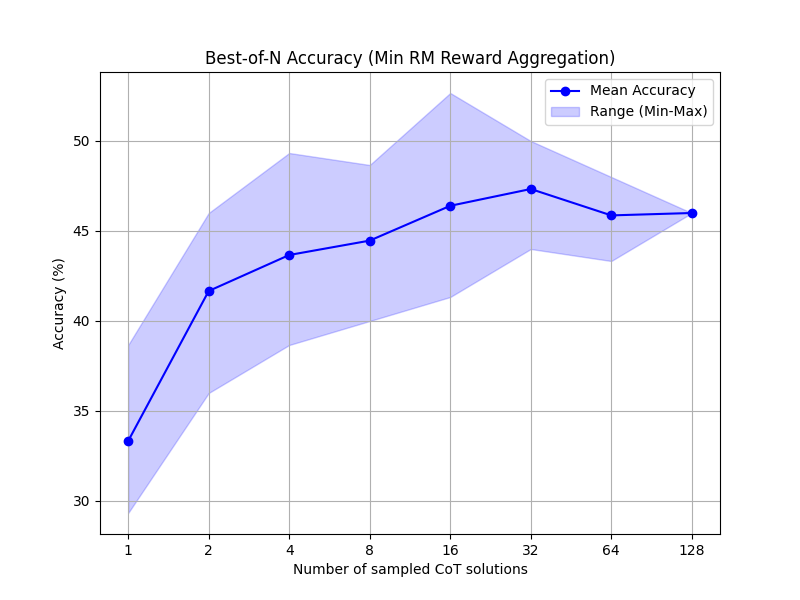 Best-of-N Accuracy (Min RM Reward Aggregation)
Mean Accuracy
Range (Min-Max)
Accuracy (%)
50
45
40
35
30
1 2 4 8 16 32 64 128
Number of sampled CoT solutions